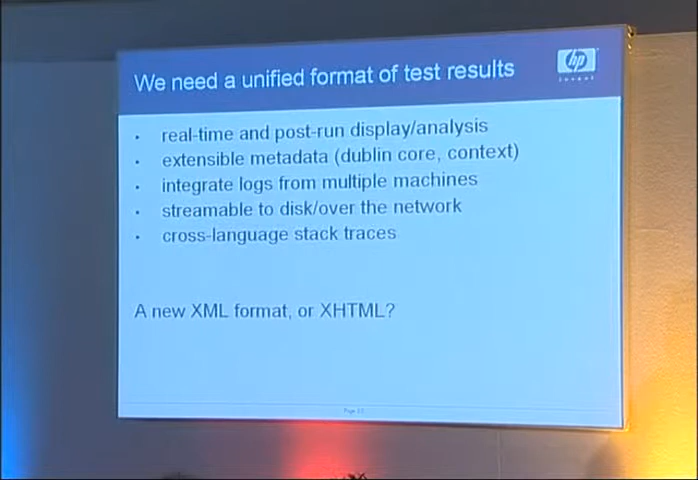 We need a unified format of test results
hp
invent
• real-time and post-run display/analysis
• extensible metadata (dublin core, context)
• integrate logs from multiple machines
• streamable to disk/over the network
• cross-language stack traces
A new XML format, or XHTML?